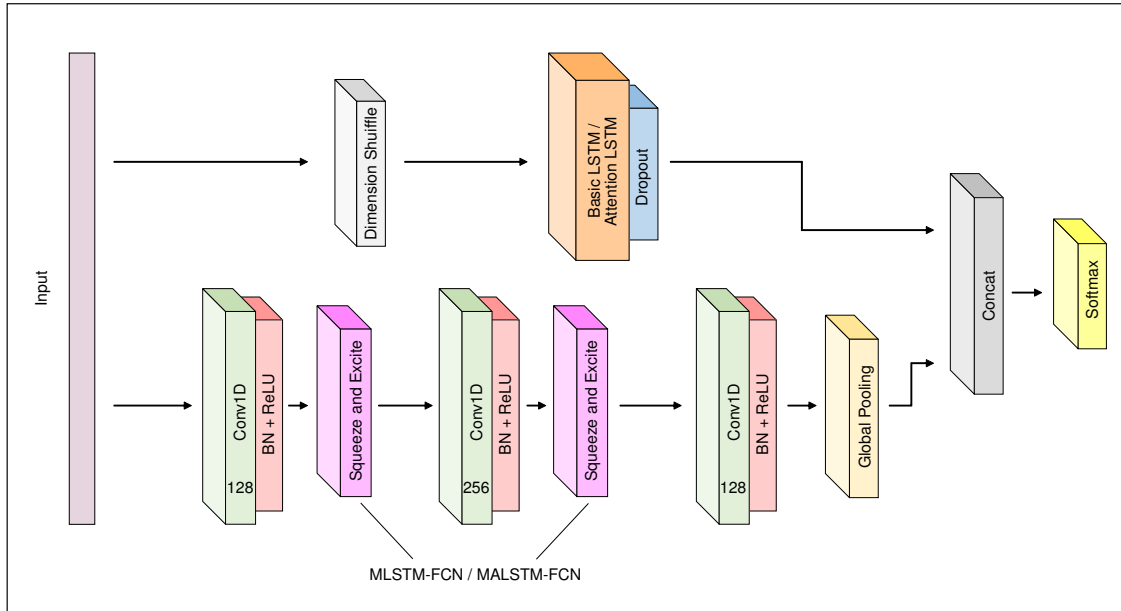 Input
Dimension Shuiffle
Basic LSTM /
Attention LSTM
Dropout
Conv1D
128
BN + ReLU
Squeeze and Excite
Conv1D
256
BN + ReLU
Squeeze and Excite
Conv1D
128
BN + ReLU
Global Pooling
Concat
Softmax
MLSTM-FCN / MALSTM-FCN